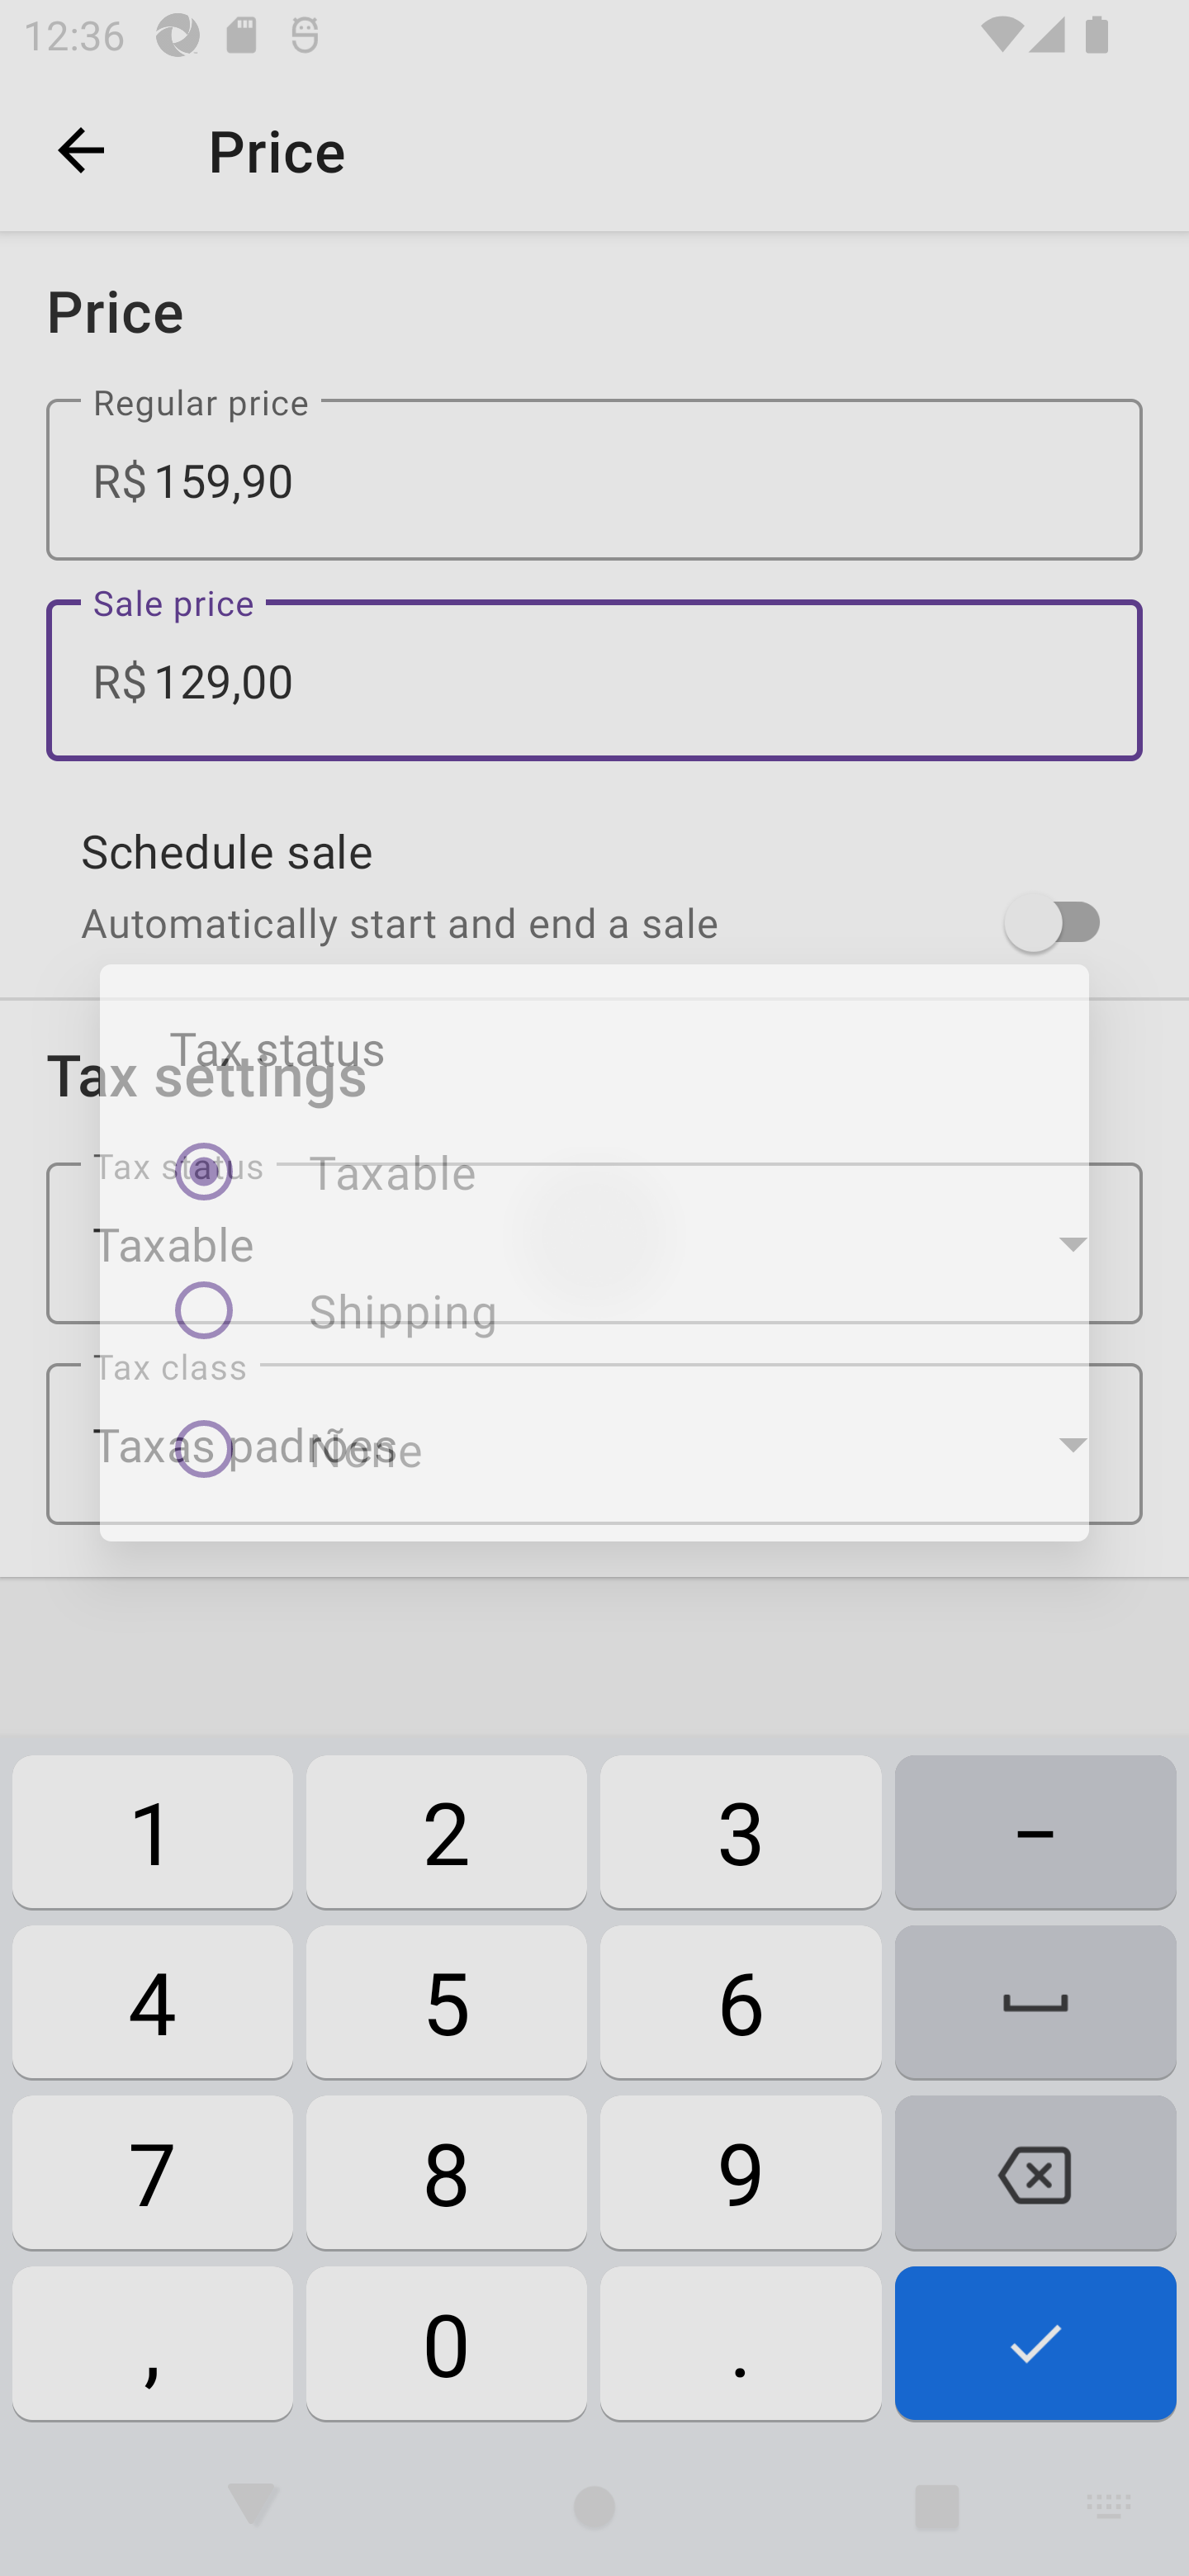 12:36
Price
Price
Regular price
R$ 159,90
Sale price
R$ 129,00
Schedule sale
Automatically start and end a sale
Tax status
Tax settings
Tax status
Taxable
Taxable
Shipping
Tax class
Taxas padrões
None
1 2 3 –
4 5 6
7 8 9
, 0 .